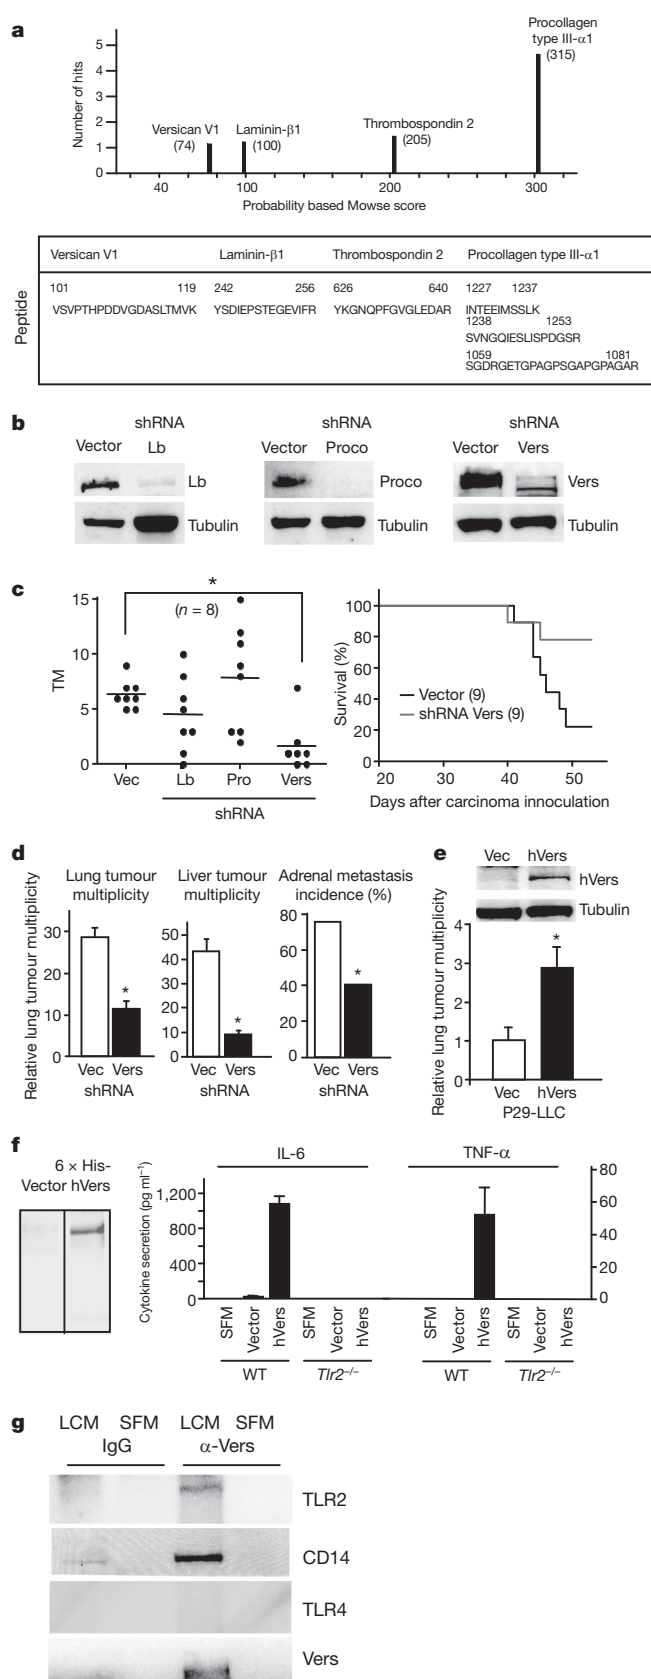 a
Procollagen
type III-α1
(315)
Number of hits
5
4
3
2
1
0
Versican V1
(74)
Laminin-β1
(100)
Thrombospondin 2
(205)
40 100 200 300
Probability based Mowse score
Peptide
Versican V1 Laminin-β1 Thrombospondin 2 Procollagen type III-α1
101 119 242 256 626 640 1227 1237
VSVPTHPDDVGDASLTMVK YSDIEPSTEGEVIFR YKGNQPFGVGLEDAR INTEEIMSSLK
1238 1253
SVNGQIESLISPDGSR
1059 1081
SGDRGETGPAGPSGAPGPAGAR
b
shRNA shRNA shRNA
Vector Lb Vector Proco Vector Vers
Lb Proco Vers
Tubulin Tubulin Tubulin
c
TM
15
10
5
0
*
(n = 8)
Vec Lb Pro Vers
shRNA
Survival (%)
100
80
60
40
20
0
Vector (9)
shRNA Vers (9)
20 30 40 50
Days after carcinoma innoculation
d
Relative lung tumour multiplicity
Lung tumour
multiplicity
30
20
10
0
*
Vec Vers
shRNA
Liver tumour
multiplicity
50
40
30
20
10
0
*
Vec Vers
shRNA
Adrenal metastasis
incidence (%)
80
60
40
20
0
*
Vec Vers
shRNA
e
Vec hVers
hVers
Tubulin
Relative lung tumour multiplicity
4
3
2
1
0
*
Vec hVers
P29-LLC
f
6 × His-
Vector hVers
Cytokine secretion (pg ml⁻¹)
IL-6 TNF-α
1,200
800
400
0
80
60
40
20
0
SFM Vector hVers SFM Vector hVers SFM Vector hVers SFM Vector hVers
WT Tlr2⁻/⁻ WT Tlr2⁻/⁻
g
LCM SFM LCM SFM
IgG α-Vers
TLR2
CD14
TLR4
Vers